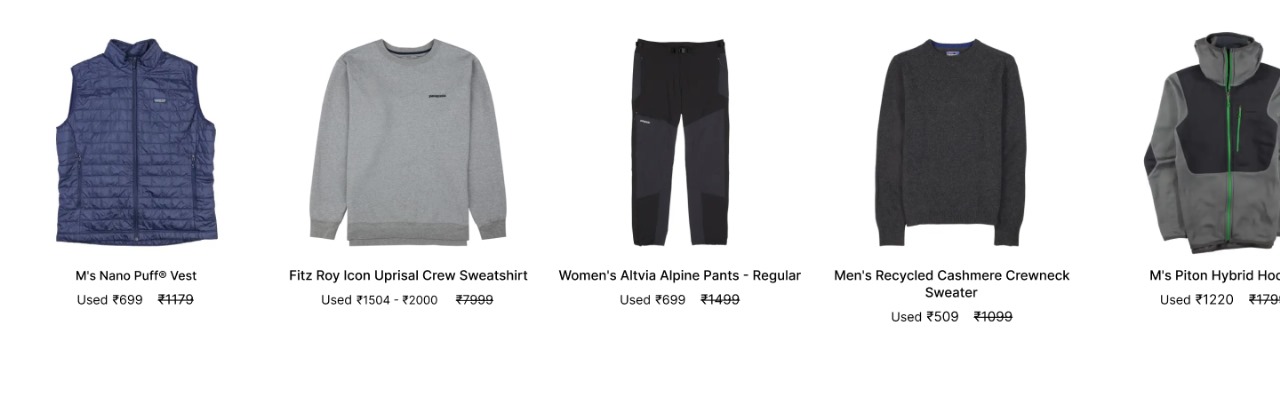 M's Nano Puff® Vest
Used ₹699 ₹1179
Fitz Roy Icon Uprisal Crew Sweatshirt
Used ₹1504 - ₹2000 ₹7999
Women's Altvia Alpine Pants - Regular
Used ₹699 ₹1499
Men's Recycled Cashmere Crewneck
Sweater
Used ₹509 ₹1099
M's Piton Hybrid
Used ₹1220